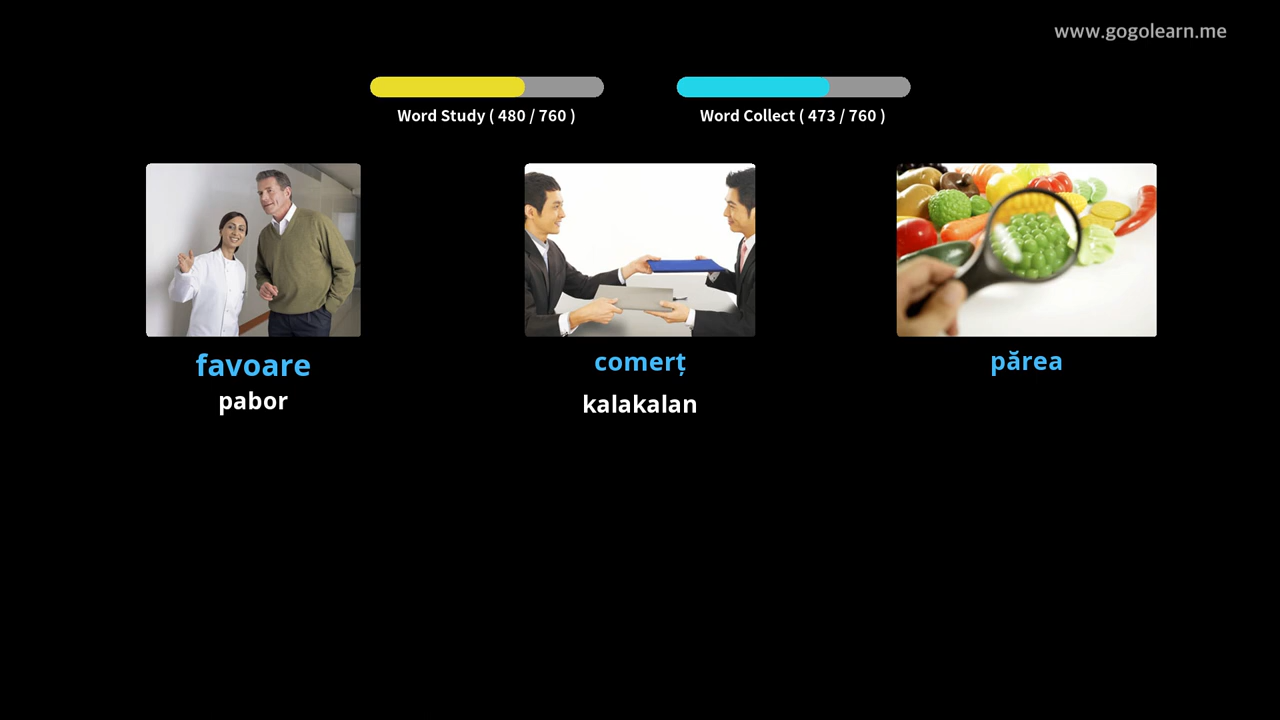 www.gogolearn.me
Word Study ( 480 / 760 )
Word Collect ( 473 / 760 )
favoare
pabor
comerț
kalakalan
părea